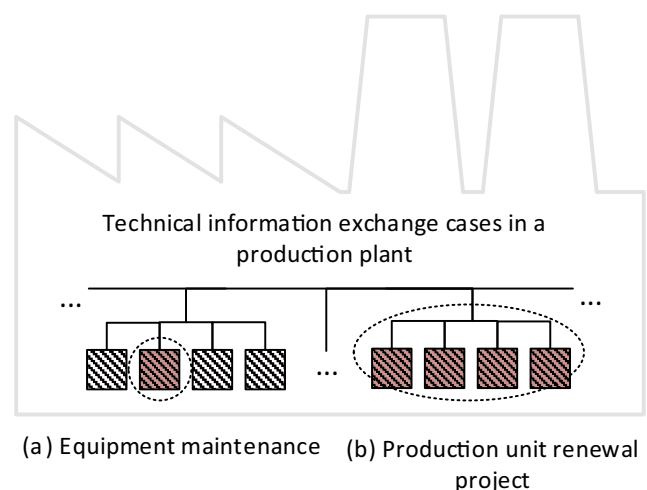 Technical information exchange cases in a
production plant
...
...
...
(a) Equipment maintenance
(b) Production unit renewal
project